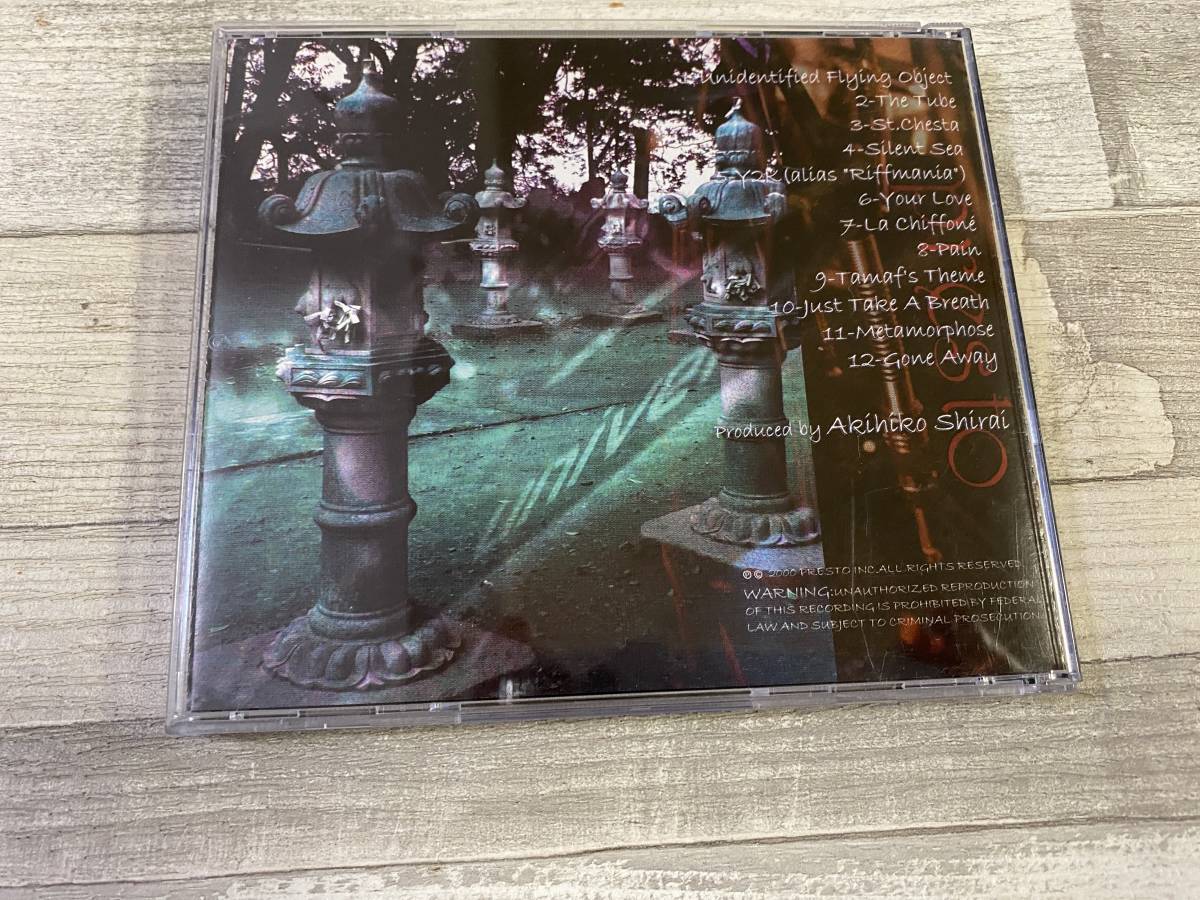 Unidentified Flying Object
2-The Tube
3-St.Chesta
4-Silent Sea
5-Y2K (alias "Riffmania")
6-Your Love
7-La Chiffoné
8-Pain
9-Tamaf's Theme
10-Just Take A Breath
11-Metamorphose
12-Gone Away
Produced by Akihiko Shirai
℗© 2000 PRESTO INC.ALL RIGHTS RESERVED.
WARNING:UNAUTHORIZED REPRODUCTION
OF THIS RECORDING IS PROHIBITED BY FEDERAL
LAW AND SUBJECT TO CRIMINAL PROSECUTION.